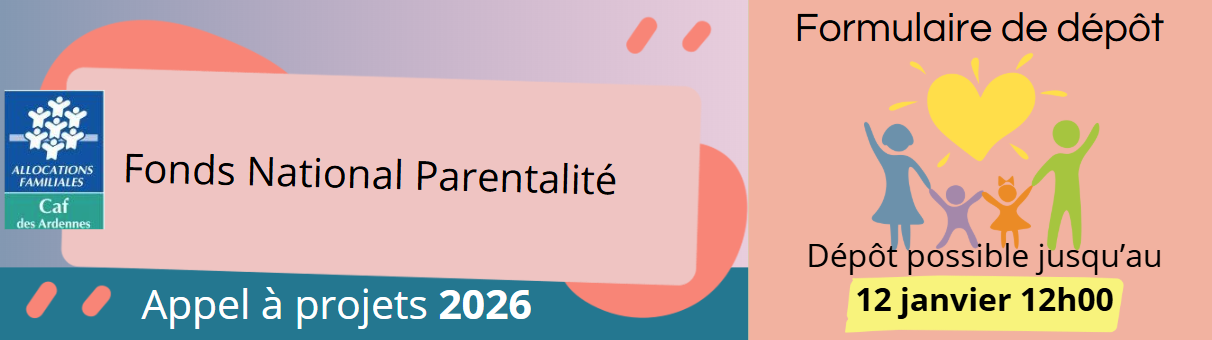 ALLOCATIONS
FAMILIALES
Caf
des Ardennes
Fonds National Parentalité
Appel à projets 2026
Formulaire de dépôt
Dépôt possible jusqu’au
12 janvier 12h00